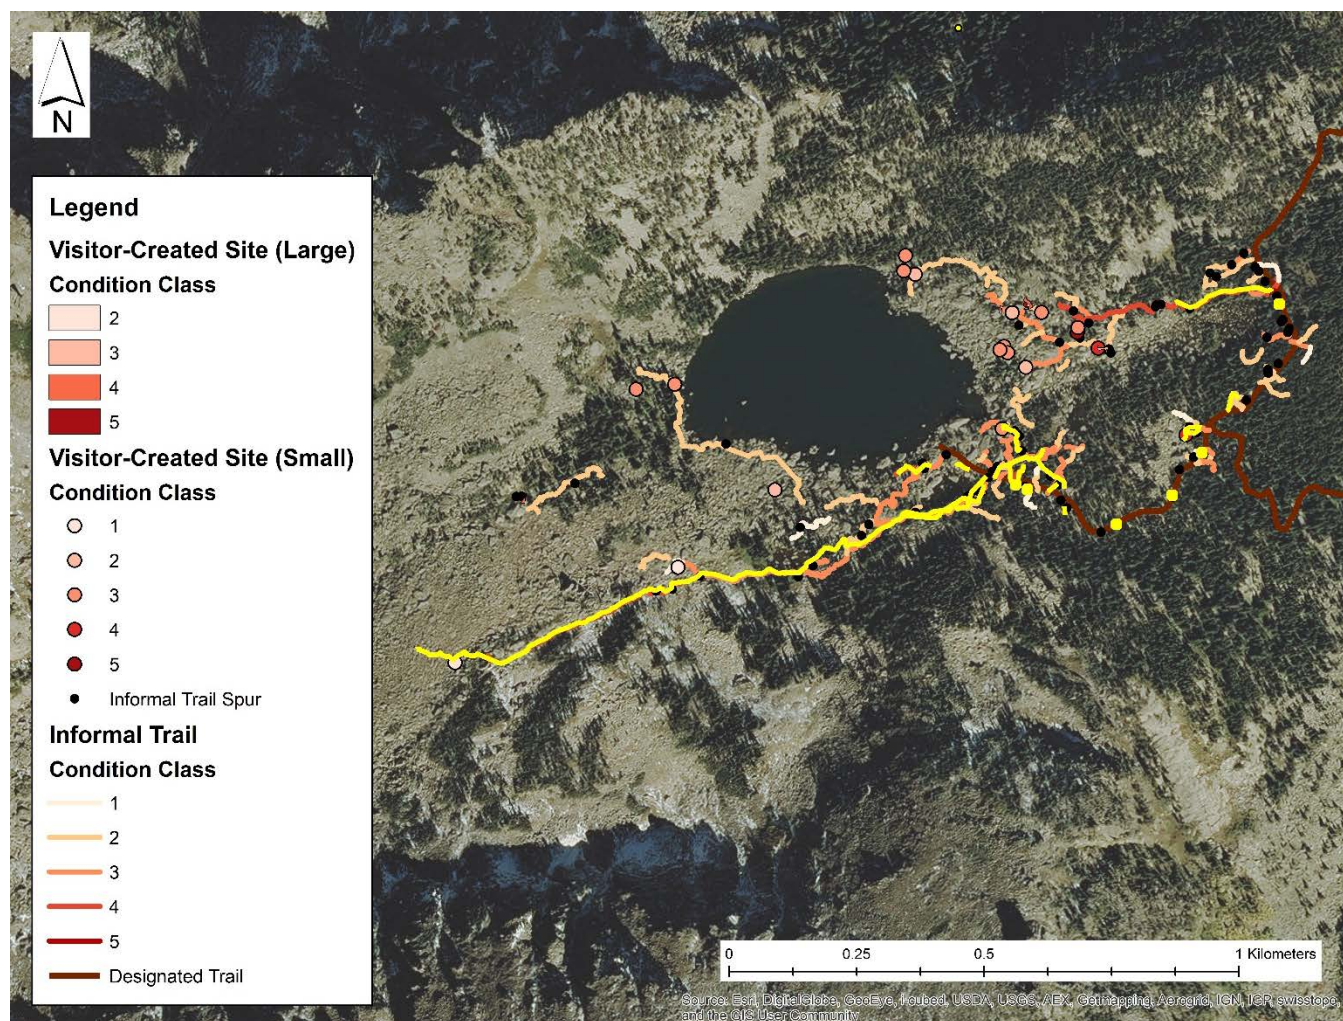 N
Legend
Visitor-Created Site (Large)
Condition Class
2
3
4
5
Visitor-Created Site (Small)
Condition Class
1
2
3
4
5
Informal Trail Spur
Informal Trail
Condition Class
1
2
3
4
5
Designated Trail
0 0.25 0.5 1 Kilometers
Source: Esri, DigitalGlobe, GeoEye, i-cubed, USDA, USGS, AEX, Getmapping, Aerogrid, IGN, IGP, swisstopo,
and the GIS User Community